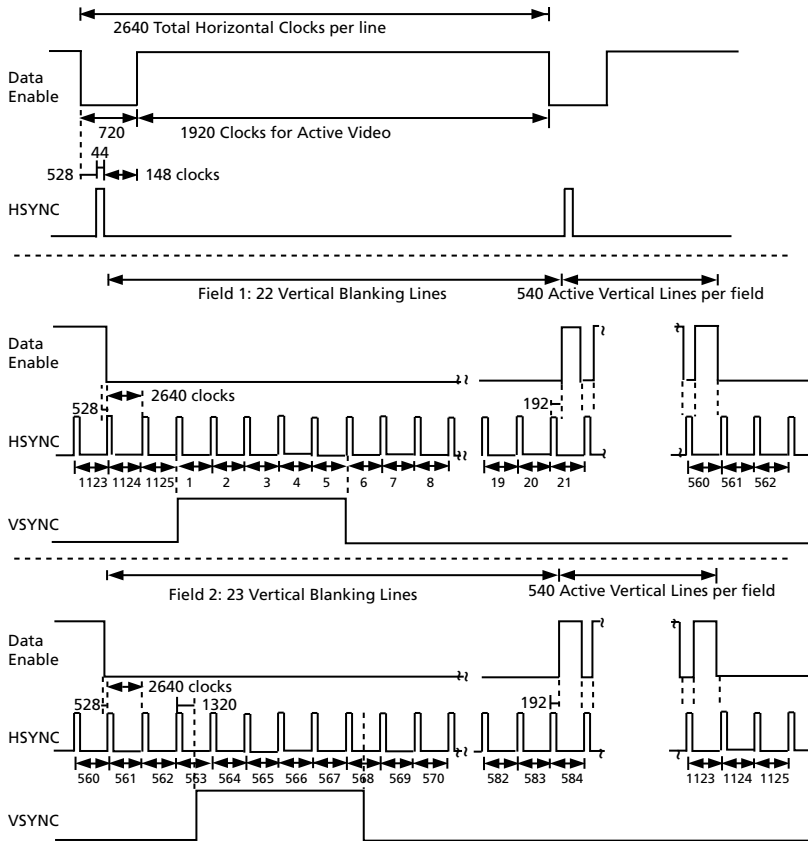 2640 Total Horizontal Clocks per line
Data
Enable
720
1920 Clocks for Active Video
44
528
148 clocks
HSYNC
Field 1: 22 Vertical Blanking Lines
540 Active Vertical Lines per field
Data
Enable
2640 clocks
528
192
HSYNC
1123 1124 1125 1 2 3 4 5 6 7 8 19 20 21 560 561 562
VSYNC
Field 2: 23 Vertical Blanking Lines
540 Active Vertical Lines per field
Data
Enable
2640 clocks
528 1320 192
HSYNC
560 561 562 563 564 565 566 567 568 569 570 582 583 584 1123 1124 1125
VSYNC